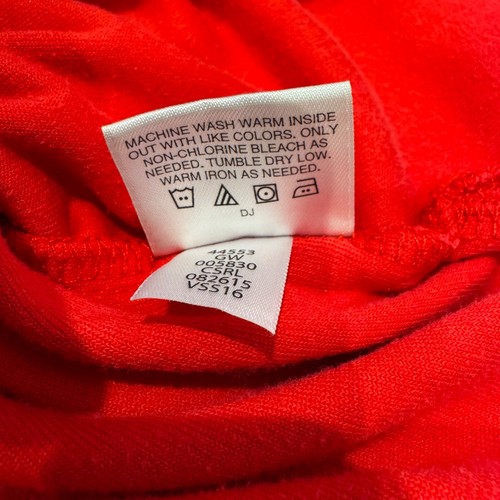 MACHINE WASH WARM INSIDE
OUT WITH LIKE COLORS. ONLY
NON-CHLORINE BLEACH AS
NEEDED. TUMBLE DRY LOW.
WARM IRON AS NEEDED.
DJ
44553
GW
005830
CSRL
082615
VSS16